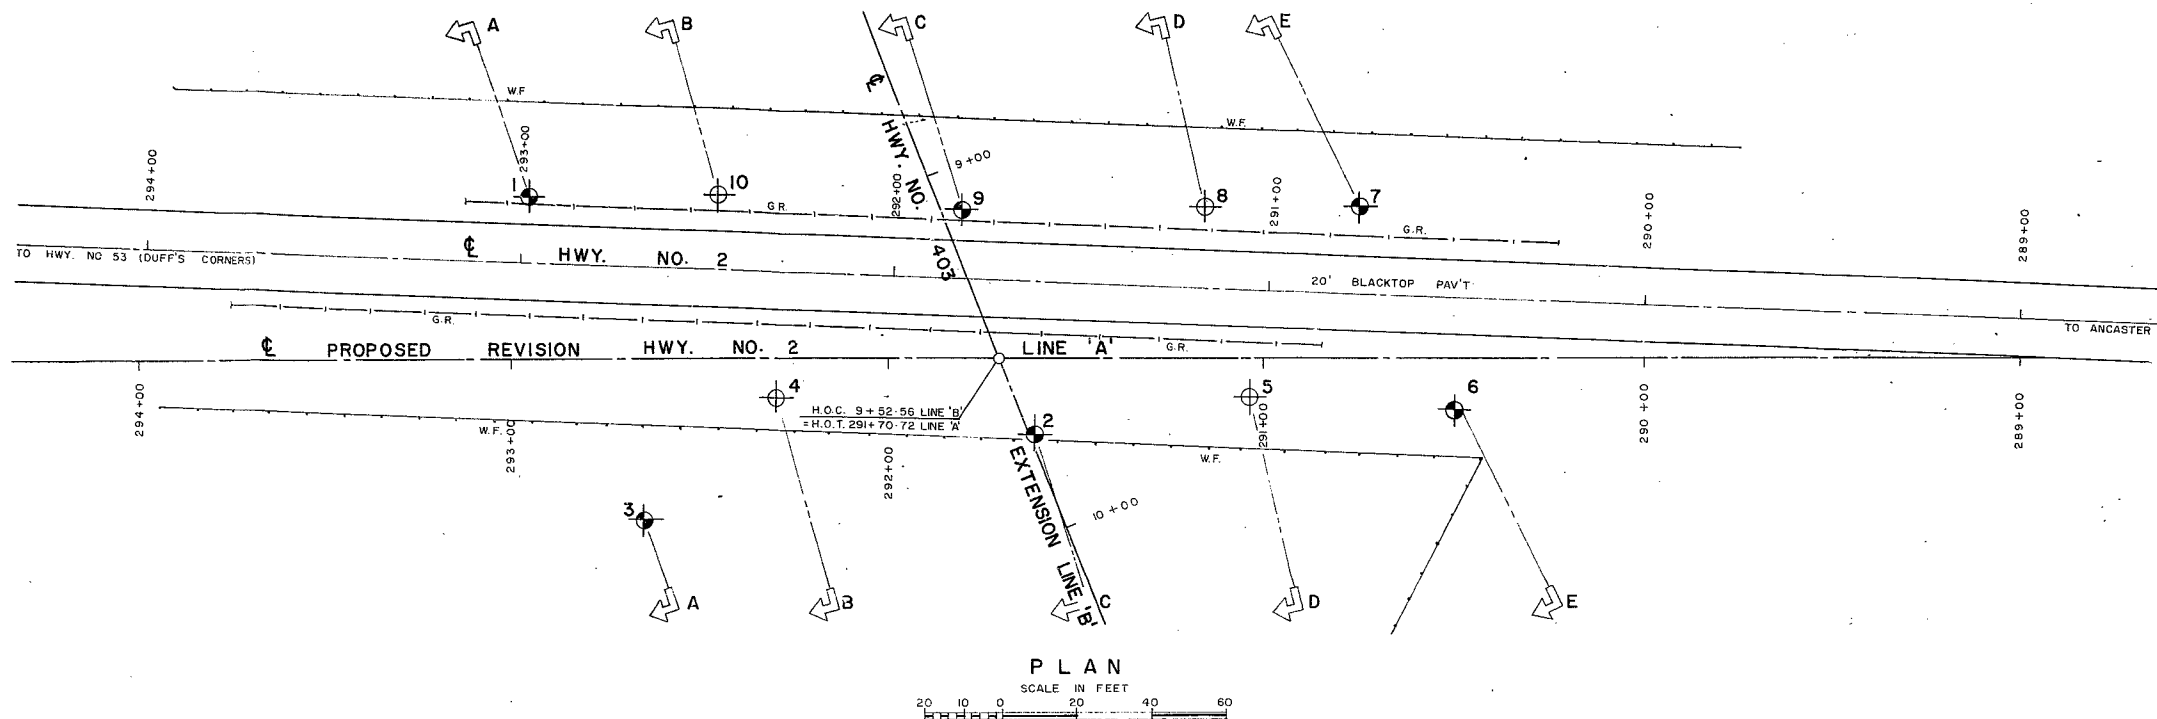 A
B
C
D
E
W.F
W.F.
℄ HWY. NO. 403
9+00
294+00
293+00
292+00
291+00
290+00
289+00
1
10
9
8
7
G.R.
G.R.
TO HWY. NO 53 (DUFF'S CORNERS)
℄ HWY. NO. 2
20' BLACKTOP PAV'T
TO ANCASTER
G.R.
G.R.
℄ PROPOSED REVISION HWY. NO. 2 LINE 'A'
4
5
6
2
3
H.O.C. 9+52·56 LINE 'B'
=H.O.T. 291+70·72 LINE 'A'
294+00
293+00
292+00
291+00
290+00
289+00
W.F.
W.F.
EXTENSION LINE 'B'
10+00
A
B
C
D
E
PLAN
SCALE IN FEET
20 10 0 20 40 60